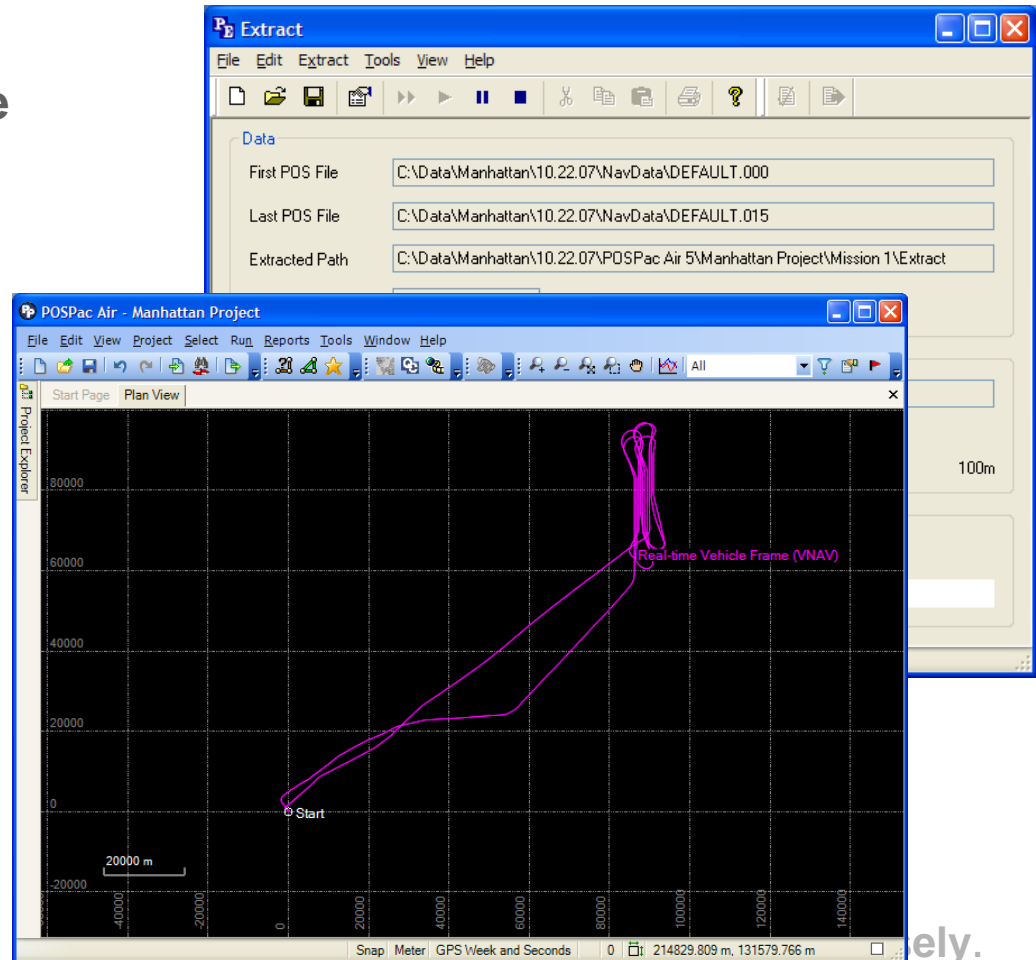 e
PE Extract
File Edit Extract Tools View Help
Data
First POS File C:\Data\Manhattan\10.22.07\NavData\DEFAULT.000
Last POS File C:\Data\Manhattan\10.22.07\NavData\DEFAULT.015
Extracted Path C:\Data\Manhattan\10.22.07\POSPac Air 5\Manhattan Project\Mission 1\Extract
100m
PP POSPac Air - Manhattan Project
File Edit View Project Select Run Reports Tools Window Help
All
Start Page Plan View
Project Explorer
80000
60000
40000
20000
0
-20000
Real-time Vehicle Frame (VNAV)
Start
20000 m
40000 -20000 0 20000 40000 60000 80000 100000 120000 140000
Snap Meter GPS Week and Seconds 0 214829.809 m, 131579.766 m
sely.